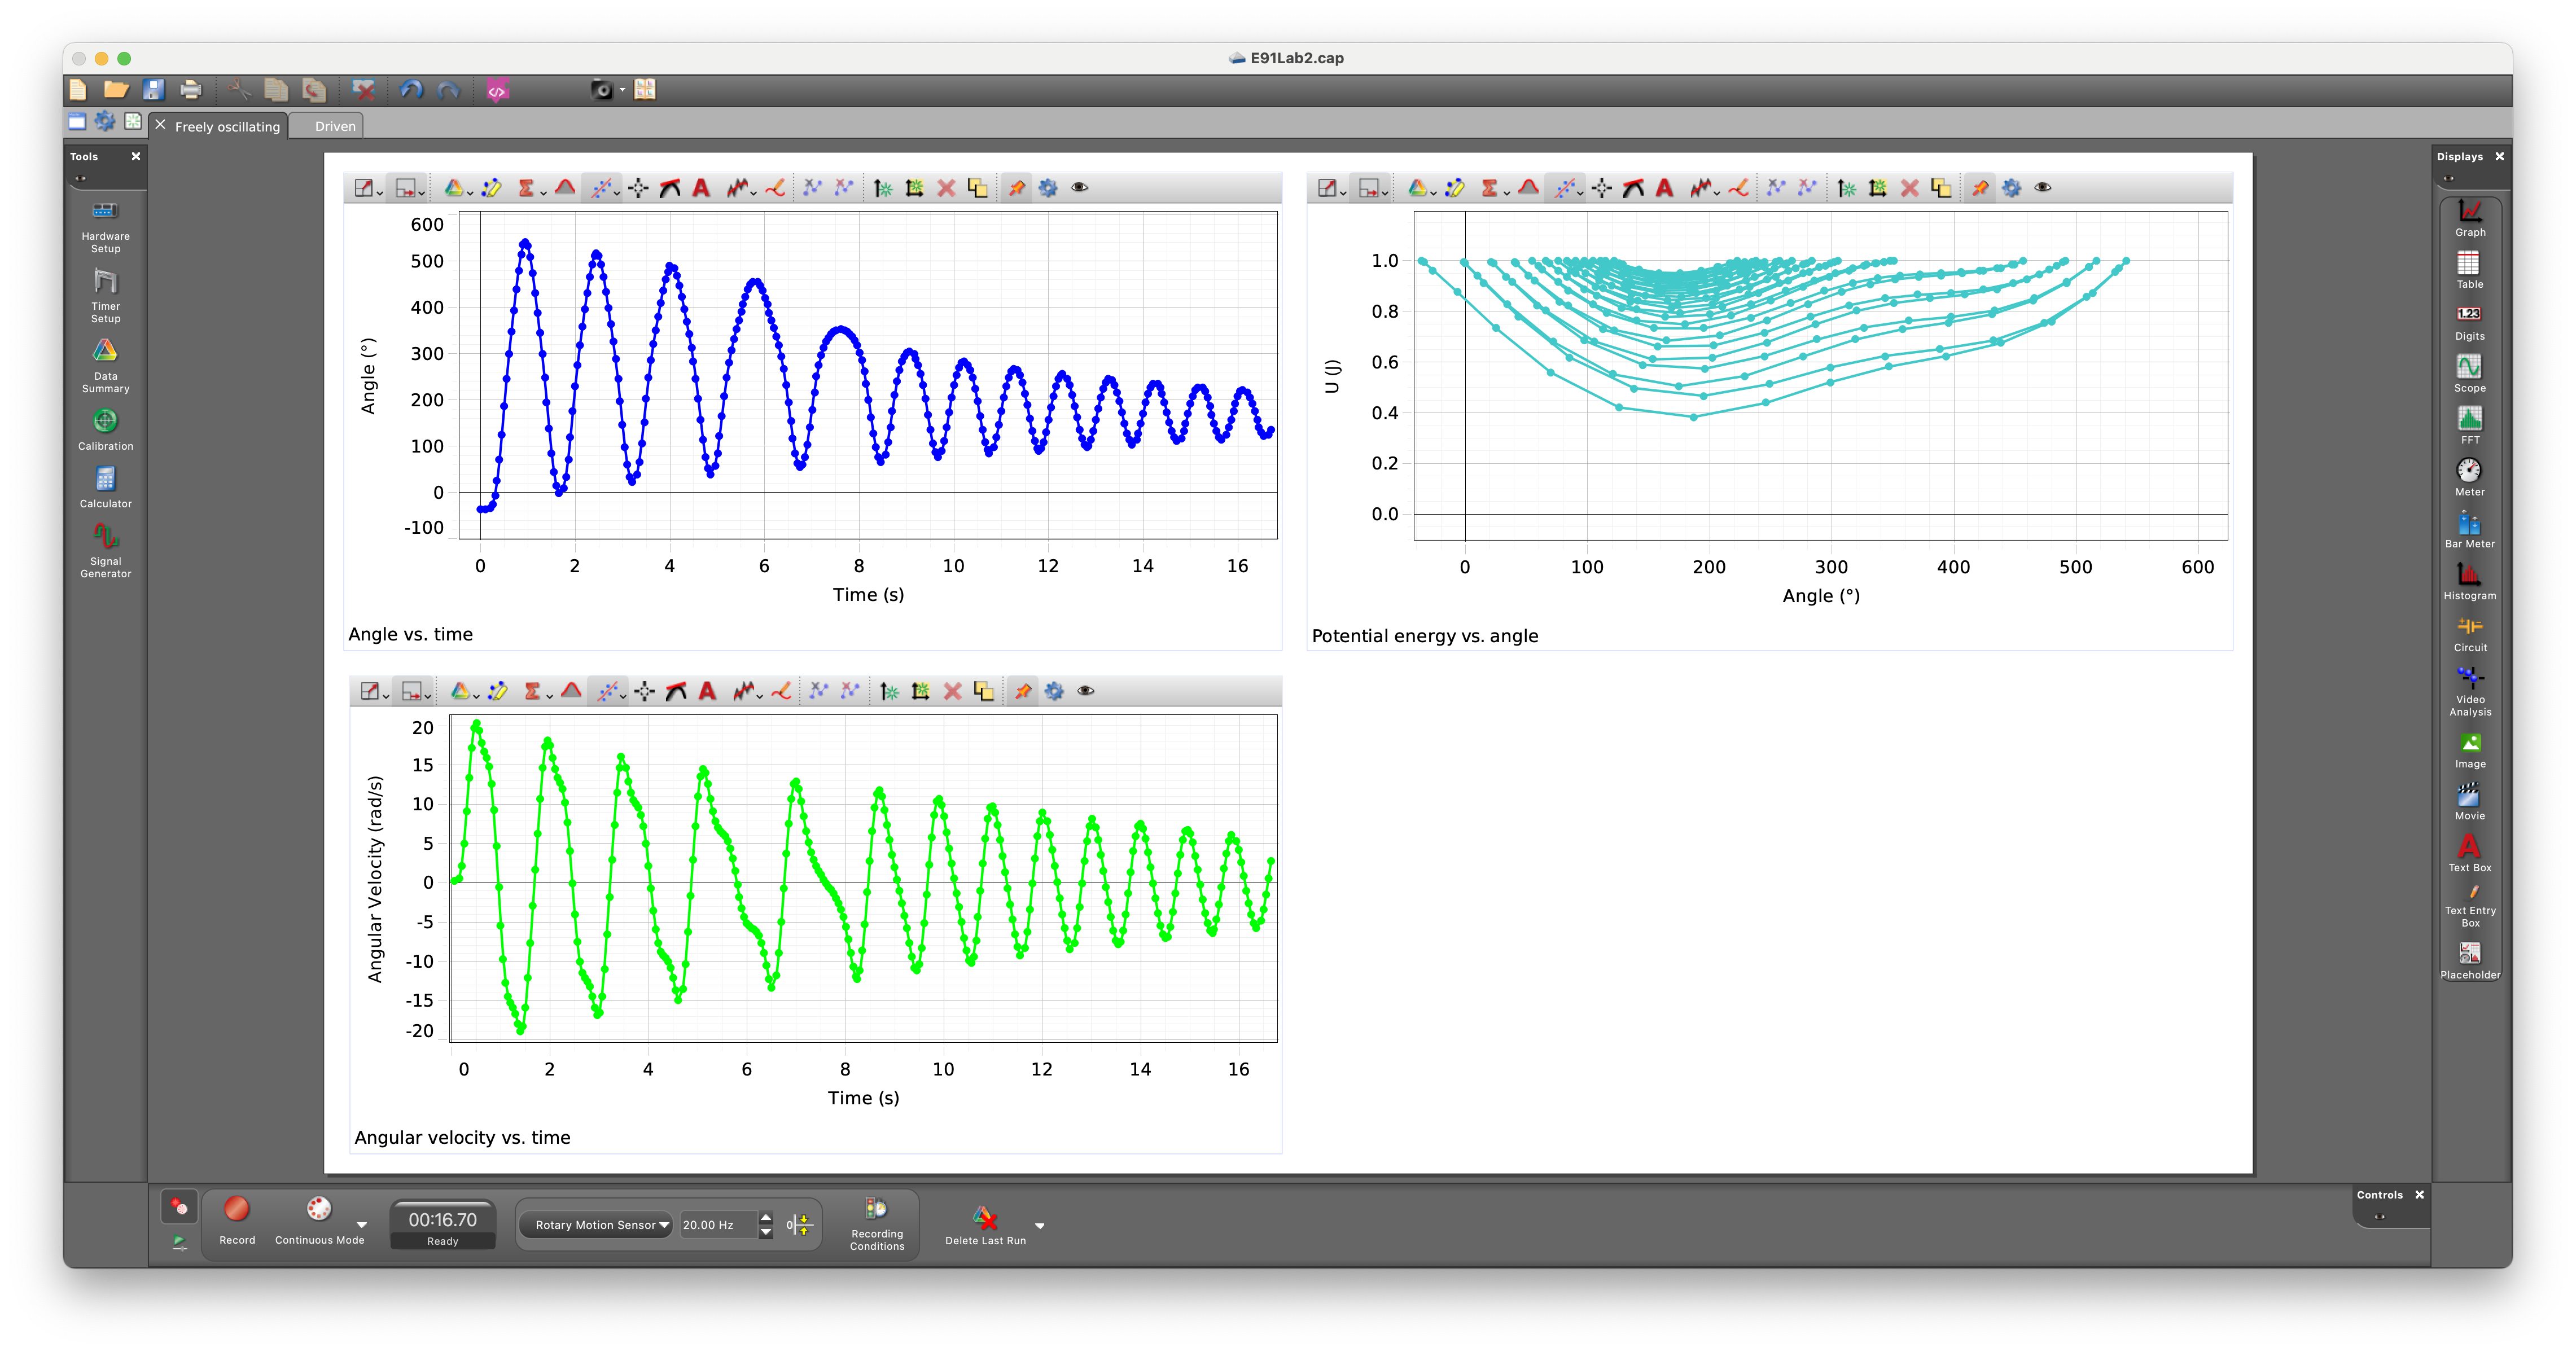 E91Lab2.cap
Freely oscillating
Driven
Tools
Hardware
Setup
Timer
Setup
Data
Summary
Calibration
Calculator
Signal
Generator
600
500
400
300
200
100
0
-100
Angle (°)
0 2 4 6 8 10 12 14 16
Time (s)
Angle vs. time
1.0
0.8
0.6
0.4
0.2
0.0
U (J)
0 100 200 300 400 500 600
Angle (°)
Potential energy vs. angle
20
15
10
5
0
-5
-10
-15
-20
Angular Velocity (rad/s)
0 2 4 6 8 10 12 14 16
Time (s)
Angular velocity vs. time
Displays
Graph
Table
1.23
Digits
Scope
FFT
Meter
Bar Meter
Histogram
Circuit
Video
Analysis
Image
Movie
Text Box
Text Entry
Box
Placeholder
Record
Continuous Mode
00:16.70
Ready
Rotary Motion Sensor
20.00 Hz
Recording
Conditions
Delete Last Run
Controls